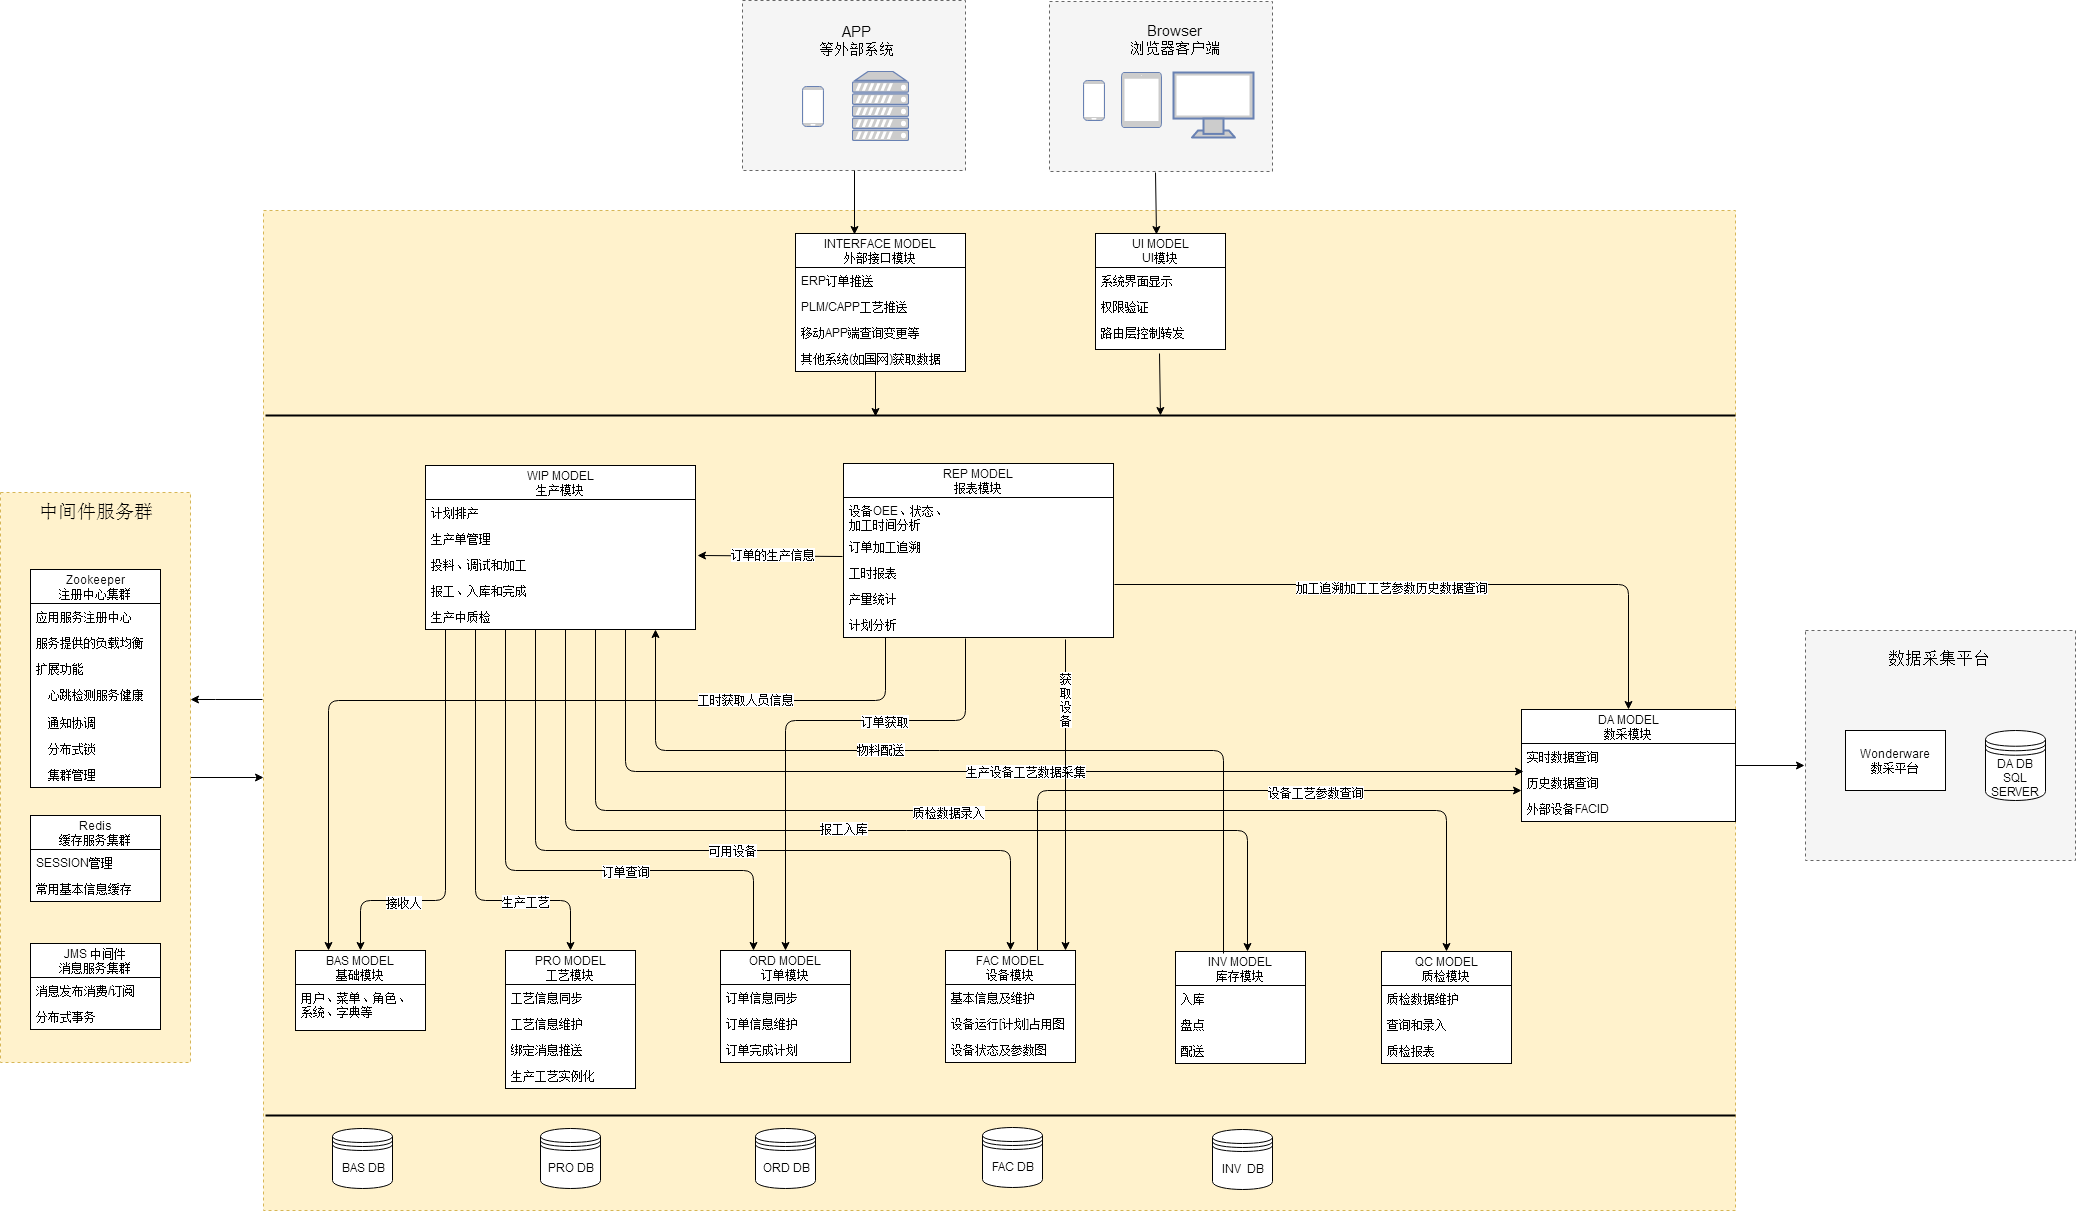 APP
等外部系统
Browser
浏览器客户端
INTERFACE MODEL
外部接口模块
ERP订单推送
PLM/CAPP工艺推送
移动APP端查询变更等
其他系统(如国网)获取数据
UI MODEL
UI模块
系统界面显示
权限验证
路由层控制转发
中间件服务群
Zookeeper
注册中心集群
应用服务注册中心
服务提供的负载均衡
扩展功能
心跳检测服务健康
通知协调
分布式锁
集群管理
Redis
缓存服务集群
SESSION管理
常用基本信息缓存
JMS 中间件
消息服务集群
消息发布消费/订阅
分布式事务
WIP MODEL
生产模块
计划排产
生产单管理
投料、调试和加工
报工、入库和完成
生产中质检
REP MODEL
报表模块
设备OEE、状态、
加工时间分析
订单加工追溯
工时报表
产量统计
计划分析
订单的生产信息
加工追溯加工工艺参数历史数据查询
工时获取人员信息
订单获取
获取设备
物料配送
生产设备工艺数据采集
设备工艺参数查询
质检数据录入
报工入库
可用设备
订单查询
接收人
生产工艺
DA MODEL
数采模块
实时数据查询
历史数据查询
外部设备FACID
数据采集平台
Wonderware
数采平台
DA DB
SQL
SERVER
BAS MODEL
基础模块
用户、菜单、角色、
系统、字典等
PRO MODEL
工艺模块
工艺信息同步
工艺信息维护
绑定消息推送
生产工艺实例化
ORD MODEL
订单模块
订单信息同步
订单信息维护
订单完成计划
FAC MODEL
设备模块
基本信息及维护
设备运行[计划]占用图
设备状态及参数图
INV MODEL
库存模块
入库
盘点
配送
QC MODEL
质检模块
质检数据维护
查询和录入
质检报表
BAS DB
PRO DB
ORD DB
FAC DB
INV DB